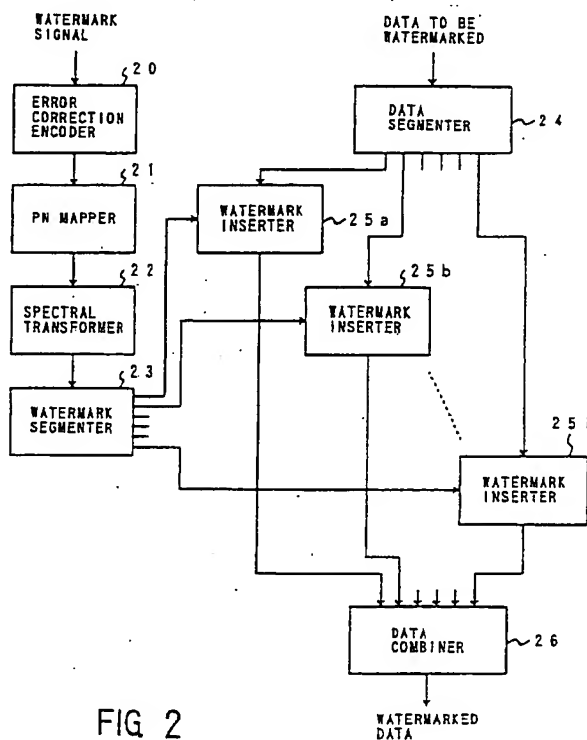 WATERMARK
SIGNAL
20
ERROR
CORRECTION
ENCODER
21
PN MAPPER
22
SPECTRAL
TRANSFORMER
23
WATERMARK
SEGMENTER
DATA TO BE
WATERMARKED
DATA
SEGMENTER
24
WATERMARK
INSERTER
25a
25b
WATERMARK
INSERTER
25
WATERMARK
INSERTER
DATA
COMBINER
26
WATERMARKED
DATA
FIG. 2